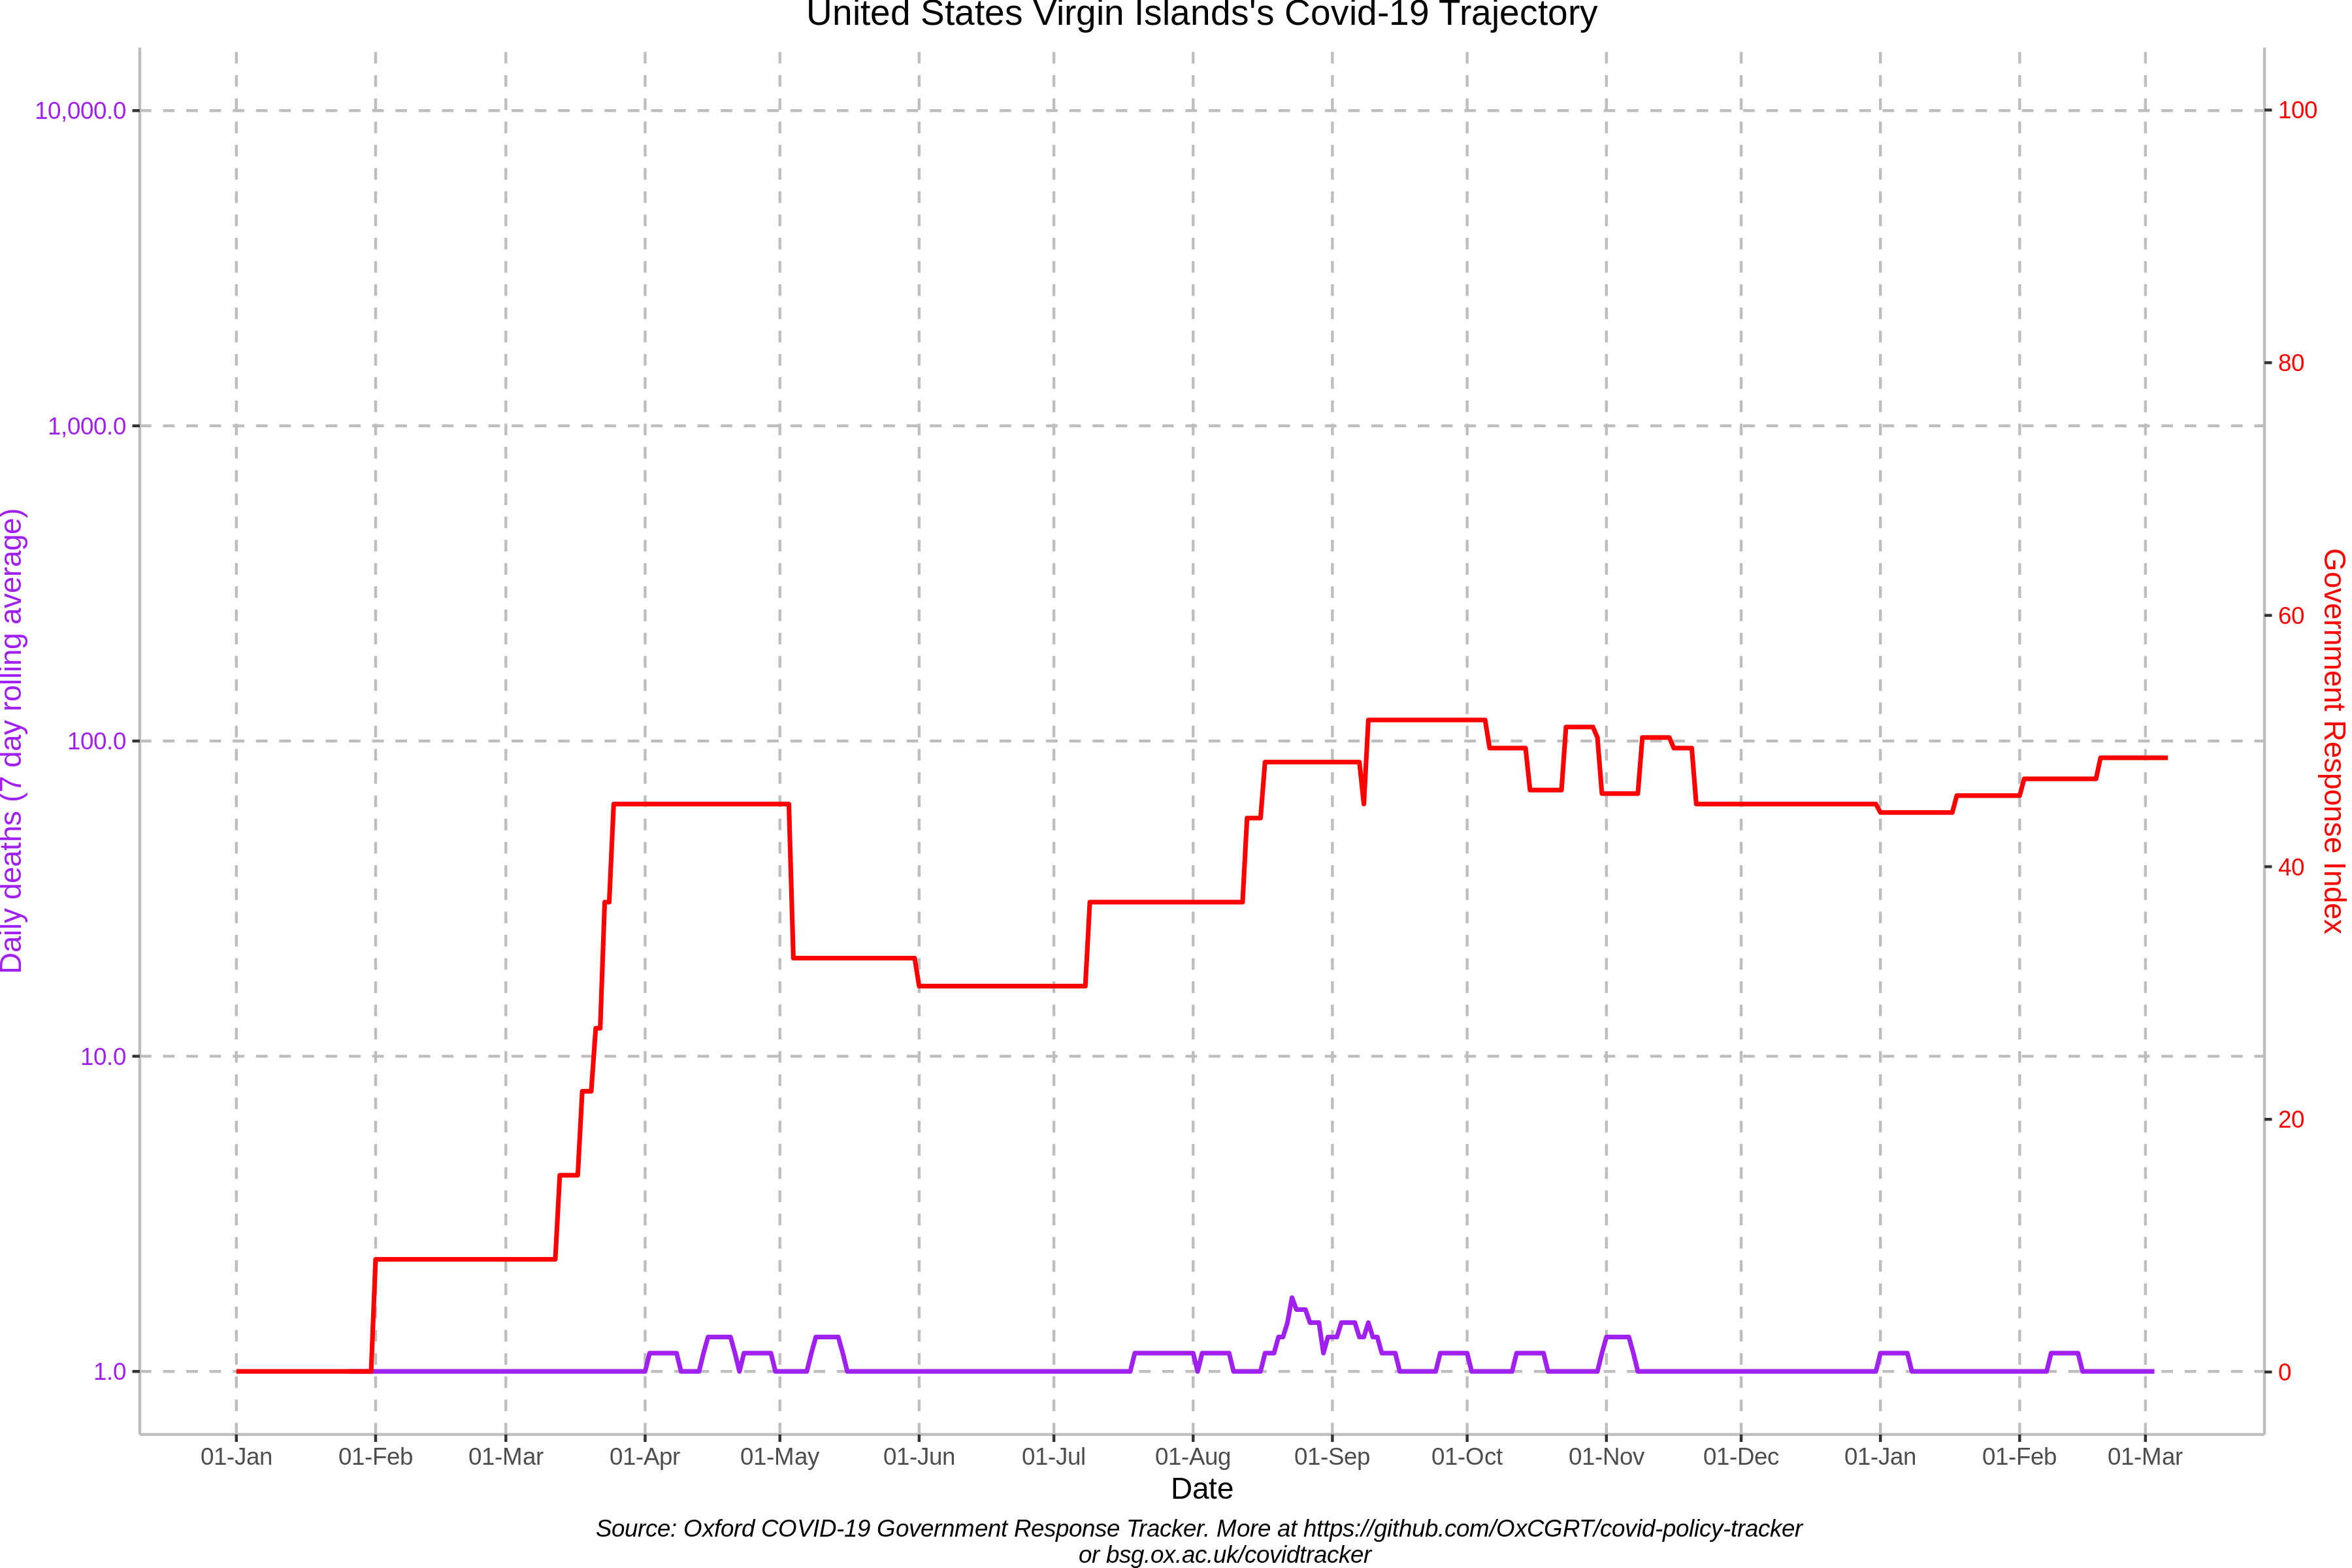 United States Virgin Islands's Covid-19 Trajectory
10,000.0
1,000.0
100.0
10.0
1.0
Daily deaths (7 day rolling average)
100
80
60
40
20
0
Government Response Index
01-Jan 01-Feb 01-Mar 01-Apr 01-May 01-Jun 01-Jul 01-Aug 01-Sep 01-Oct 01-Nov 01-Dec 01-Jan 01-Feb 01-Mar
Date
Source: Oxford COVID-19 Government Response Tracker. More at https://github.com/OxCGRT/covid-policy-tracker
or bsg.ox.ac.uk/covidtracker